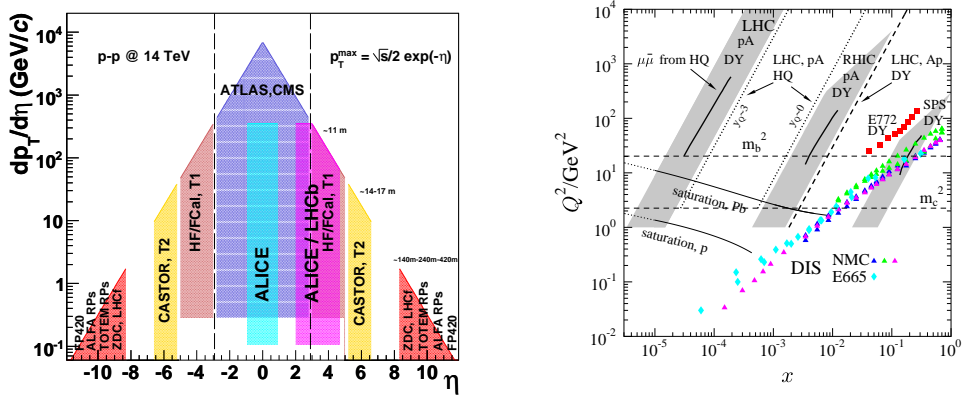 dp_T/dη (GeV/c)
10^4
10^3
10^2
10
1
10^-1
p-p @ 14 TeV
p_T^max = √s/2 exp(-η)
ATLAS,CMS
~11 m
~14-17 m
~140m-240m-420m
FP420
ALFA RPs
TOTEM RPs
ZDC, LHCf
CASTOR, T2
HF/FCal, T1
ALICE
ALICE / LHCb
HF/FCal, T1
CASTOR, T2
ZDC, LHCf
TOTEM RPs
ALFA RPs
FP420
-10 -8 -6 -4 -2 0 2 4 6 8 10
η
Q^2/GeV^2
10^4
10^3
10^2
10^1
10^0
10^-1
10^-2
LHC
pA
DY
μμ̄ from HQ
LHC, pA
HQ
RHIC
pA
DY
LHC, Ap,
DY
SPS
DY
E772
DY
y_Q=3
y_Q=0
m_b^2
m_c^2
saturation, Pb
saturation, p
DIS
NMC
E665
10^-5 10^-4 10^-3 10^-2 10^-1 10^0
x